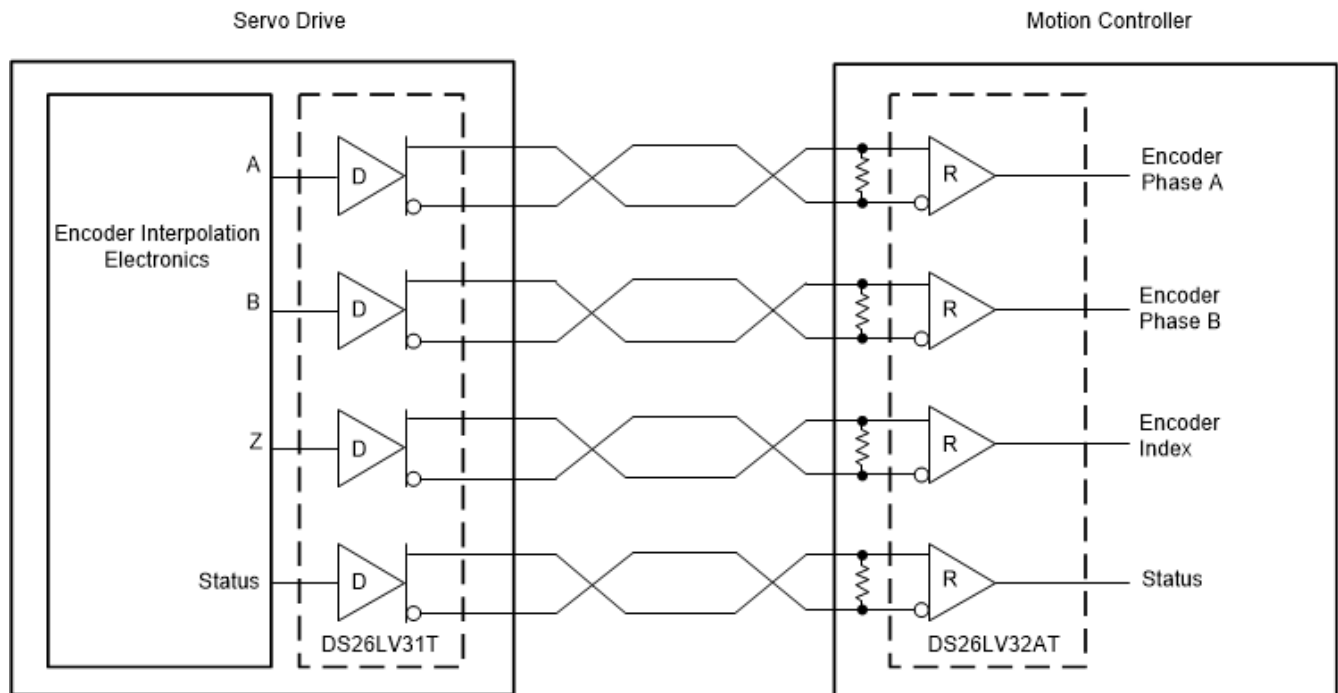 Servo Drive
Motion Controller
A
D
R
Encoder
Phase A
Encoder Interpolation
Electronics
B
D
R
Encoder
Phase B
Z
D
R
Encoder
Index
Status
D
R
Status
DS26LV31T
DS26LV32AT